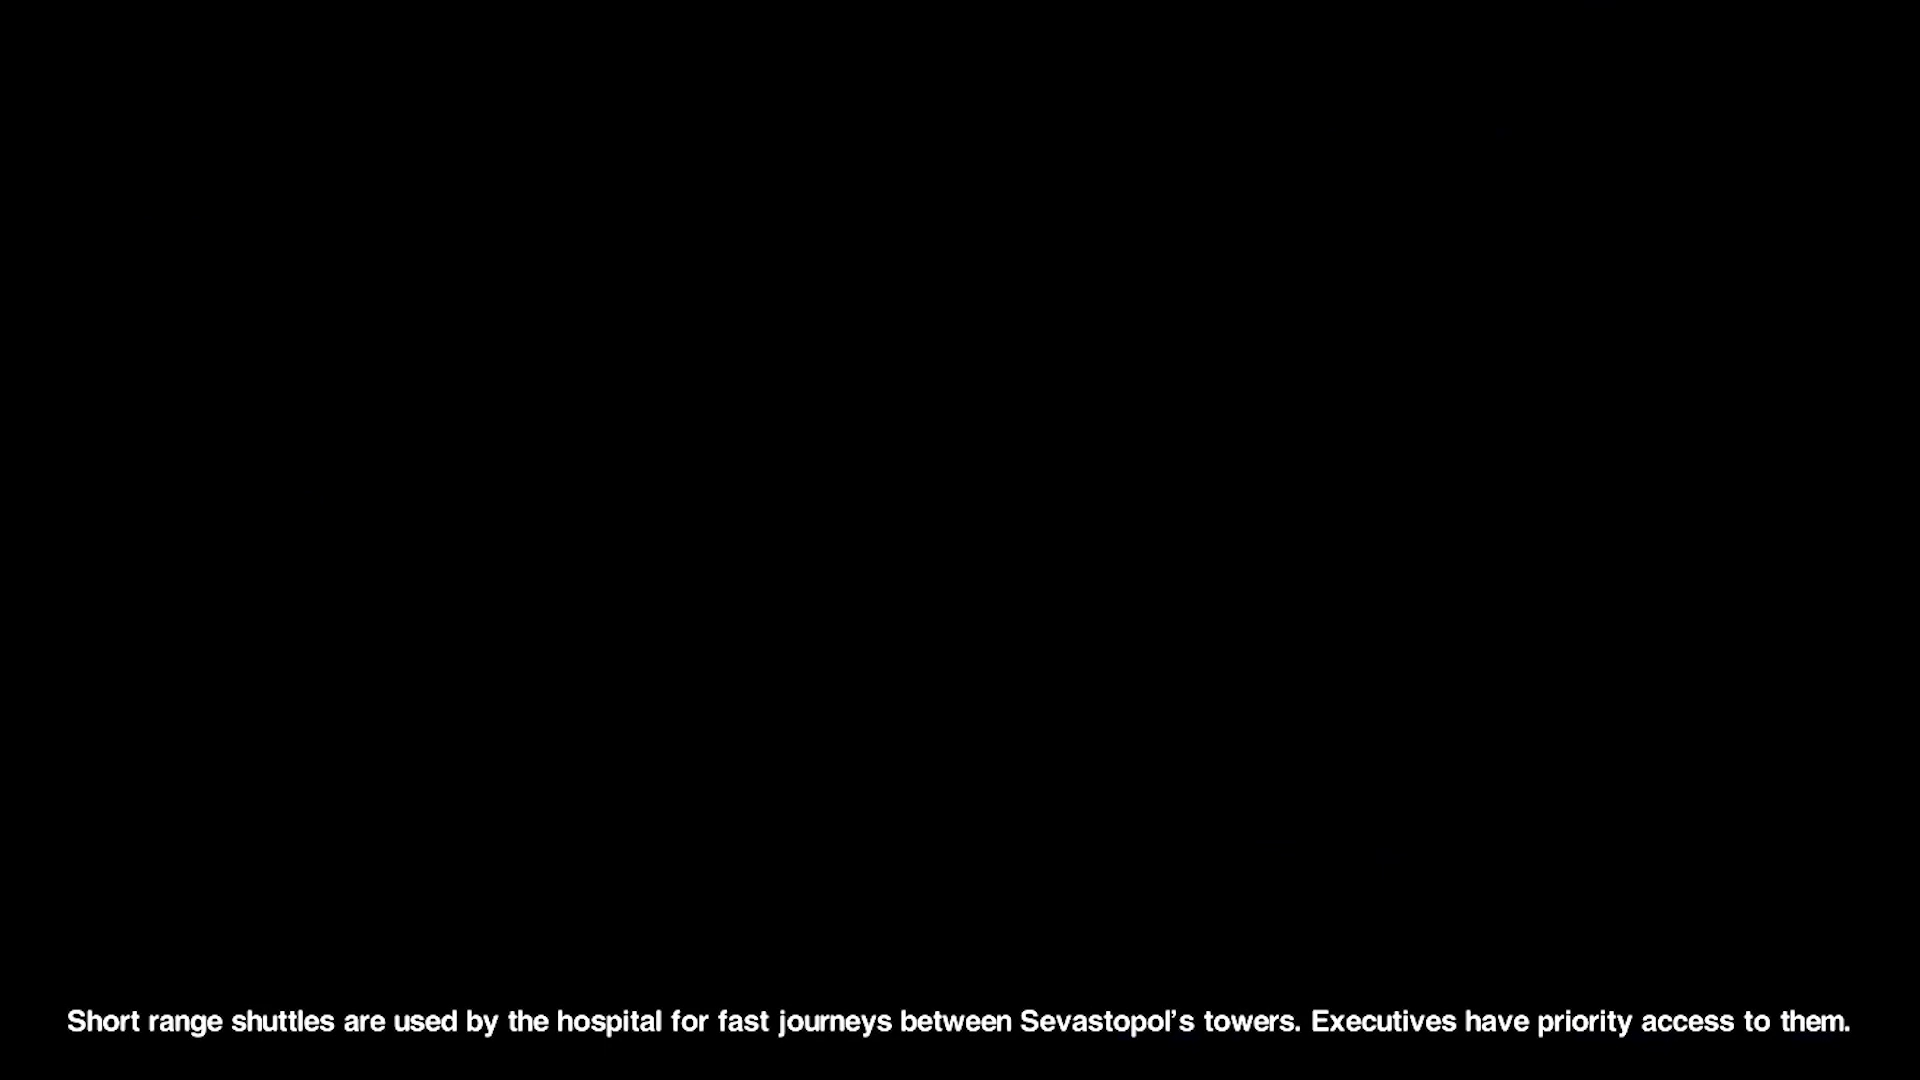 Short range shuttles are used by the hospital for fast journeys between Sevastopol’s towers. Executives have priority access to them.